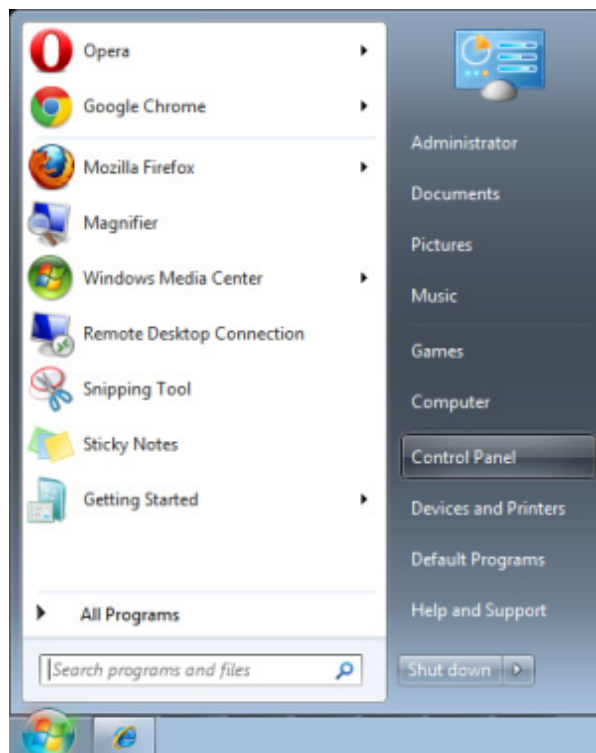 Opera
Google Chrome
Mozilla Firefox
Magnifier
Windows Media Center
Remote Desktop Connection
Snipping Tool
Sticky Notes
Getting Started
All Programs
Search programs and files
Administrator
Documents
Pictures
Music
Games
Computer
Control Panel
Devices and Printers
Default Programs
Help and Support
Shut down